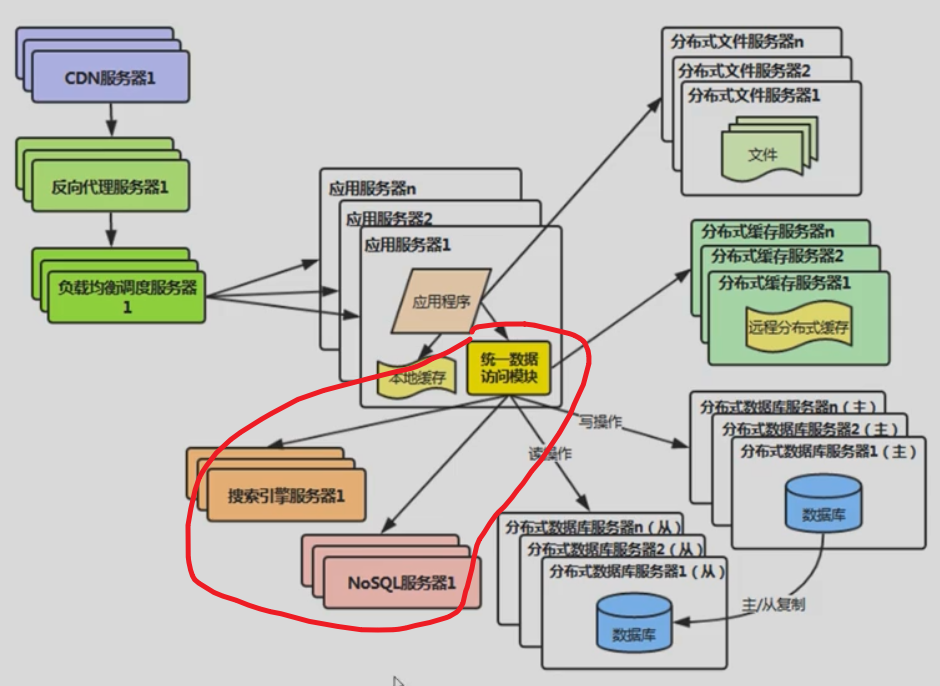 CDN服务器1
反向代理服务器1
负载均衡调度服务器
1
应用服务器n
应用服务器2
应用服务器1
应用程序
本地缓存
统一数据
访问模块
搜索引擎服务器1
NoSQL服务器1
分布式文件服务器n
分布式文件服务器2
分布式文件服务器1
文件
分布式缓存服务器n
分布式缓存服务器2
分布式缓存服务器1
远程分布式缓存
写操作
读操作
分布式数据库服务器n（主）
分布式数据库服务器2（主）
分布式数据库服务器1（主）
数据库
分布式数据库服务器n（从）
分布式数据库服务器2（从）
分布式数据库服务器1（从）
数据库
主/从复制